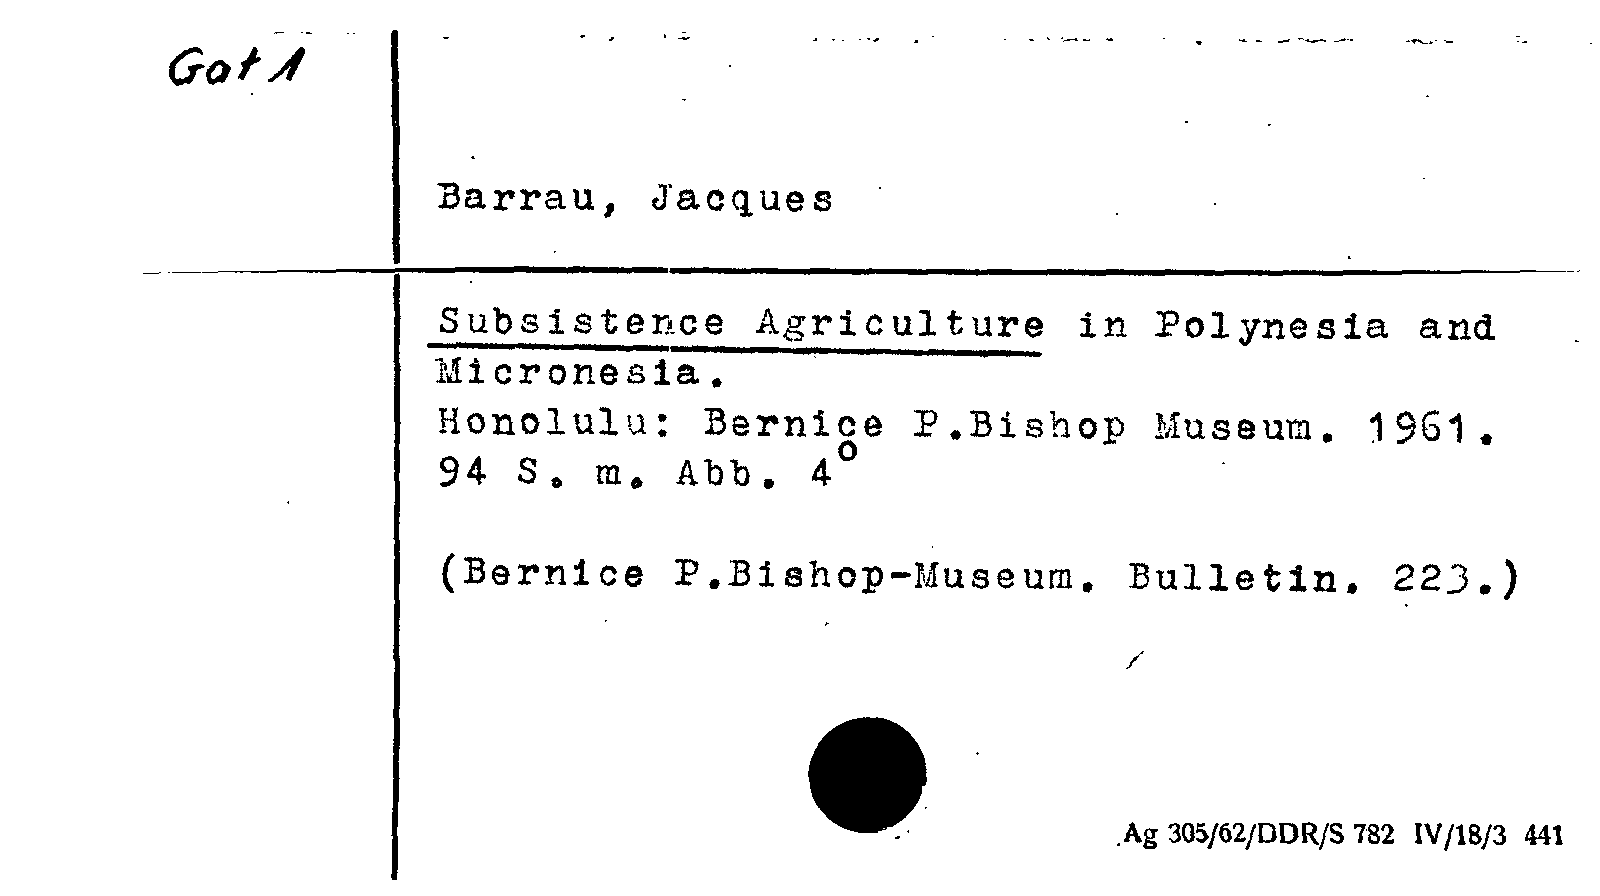 Gat 1
Barrau, Jacques
Subsistence Agriculture in Polynesia and
Micronesia.
Honolulu: Bernice P.Bishop Museum. 1961.
94 S. m. Abb. 4°
(Bernice P.Bishop-Museum. Bulletin. 223.)
Ag 305/62/DDR/S 782 IV/18/3 441